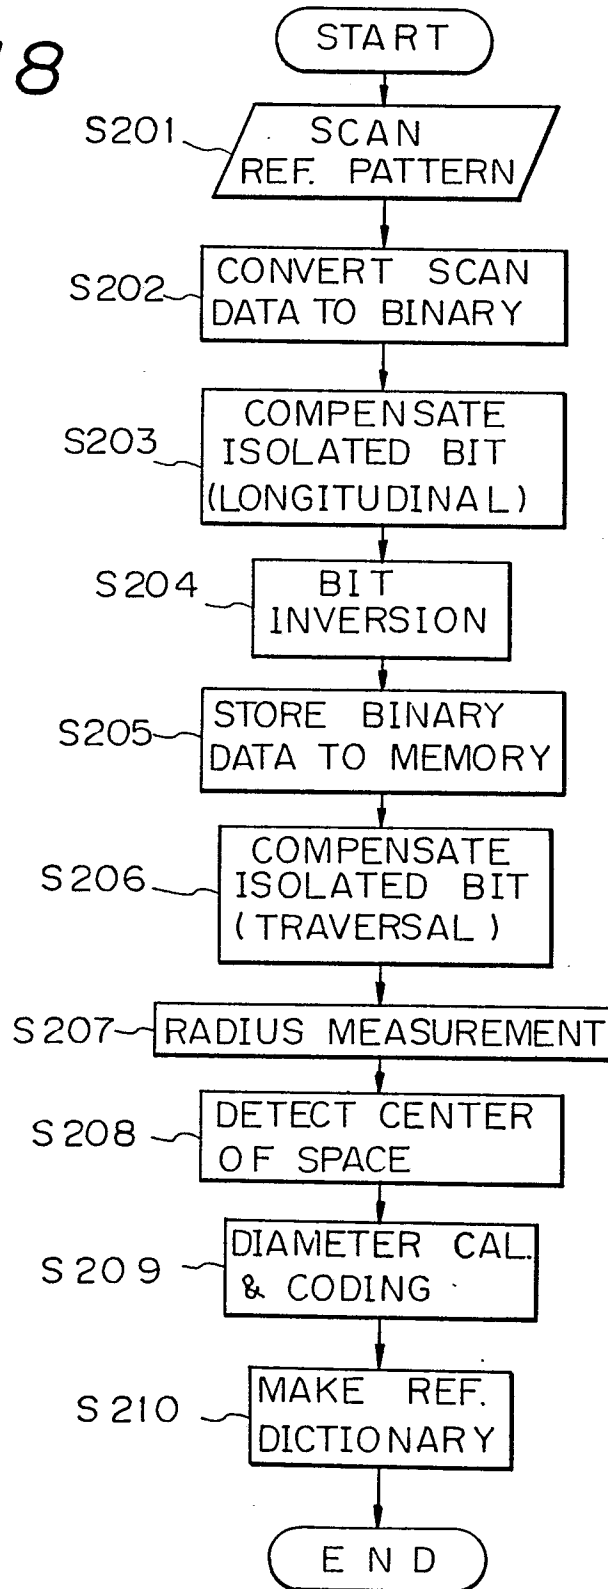 8
START
S201
SCAN
REF. PATTERN
S202
CONVERT SCAN
DATA TO BINARY
S203
COMPENSATE
ISOLATED BIT
(LONGITUDINAL)
S204
BIT
INVERSION
S205
STORE BINARY
DATA TO MEMORY
S206
COMPENSATE
ISOLATED BIT
(TRAVERSAL)
S207
RADIUS MEASUREMENT
S208
DETECT CENTER
OF SPACE
S209
DIAMETER CAL.
& CODING
S210
MAKE REF.
DICTIONARY
END